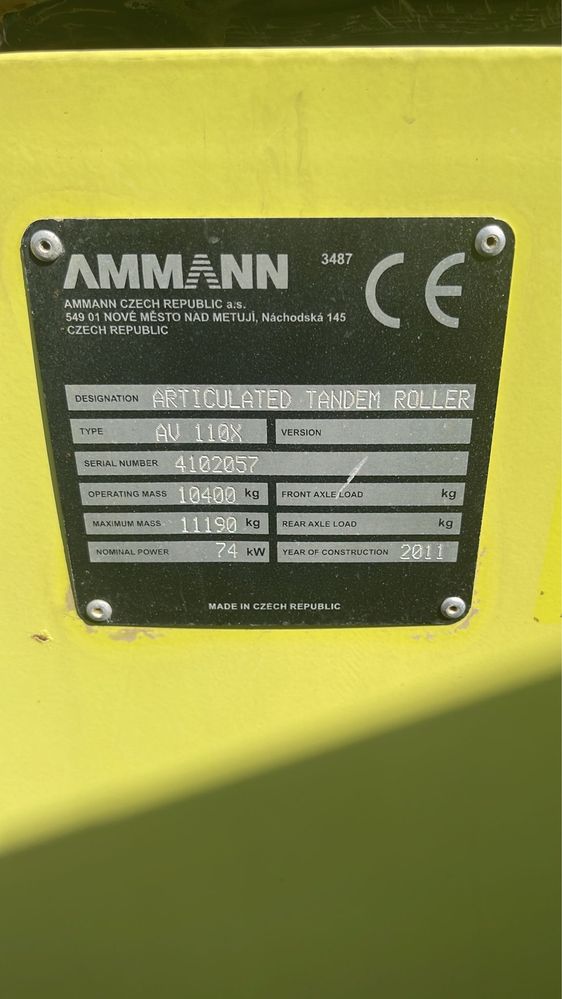 AMMANN
3487
CE
AMMANN CZECH REPUBLIC a.s.
549 01 NOVÉ MĚSTO NAD METUJÍ, Náchodská 145
CZECH REPUBLIC
DESIGNATION ARTICULATED TANDEM ROLLER
TYPE AV 110X VERSION
SERIAL NUMBER 4102057
OPERATING MASS 10400 kg FRONT AXLE LOAD kg
MAXIMUM MASS 11190 kg REAR AXLE LOAD kg
NOMINAL POWER 74 kW YEAR OF CONSTRUCTION 2011
MADE IN CZECH REPUBLIC